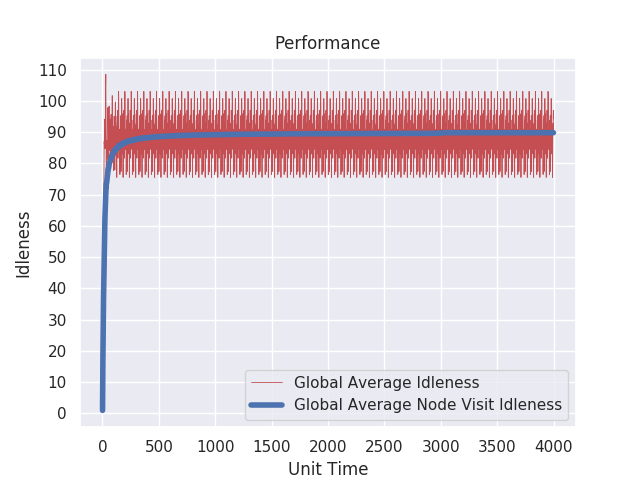 Performance
110
100
90
80
70
60
50
40
30
20
10
0
Idleness
Global Average Idleness
Global Average Node Visit Idleness
0 500 1000 1500 2000 2500 3000 3500 4000
Unit Time